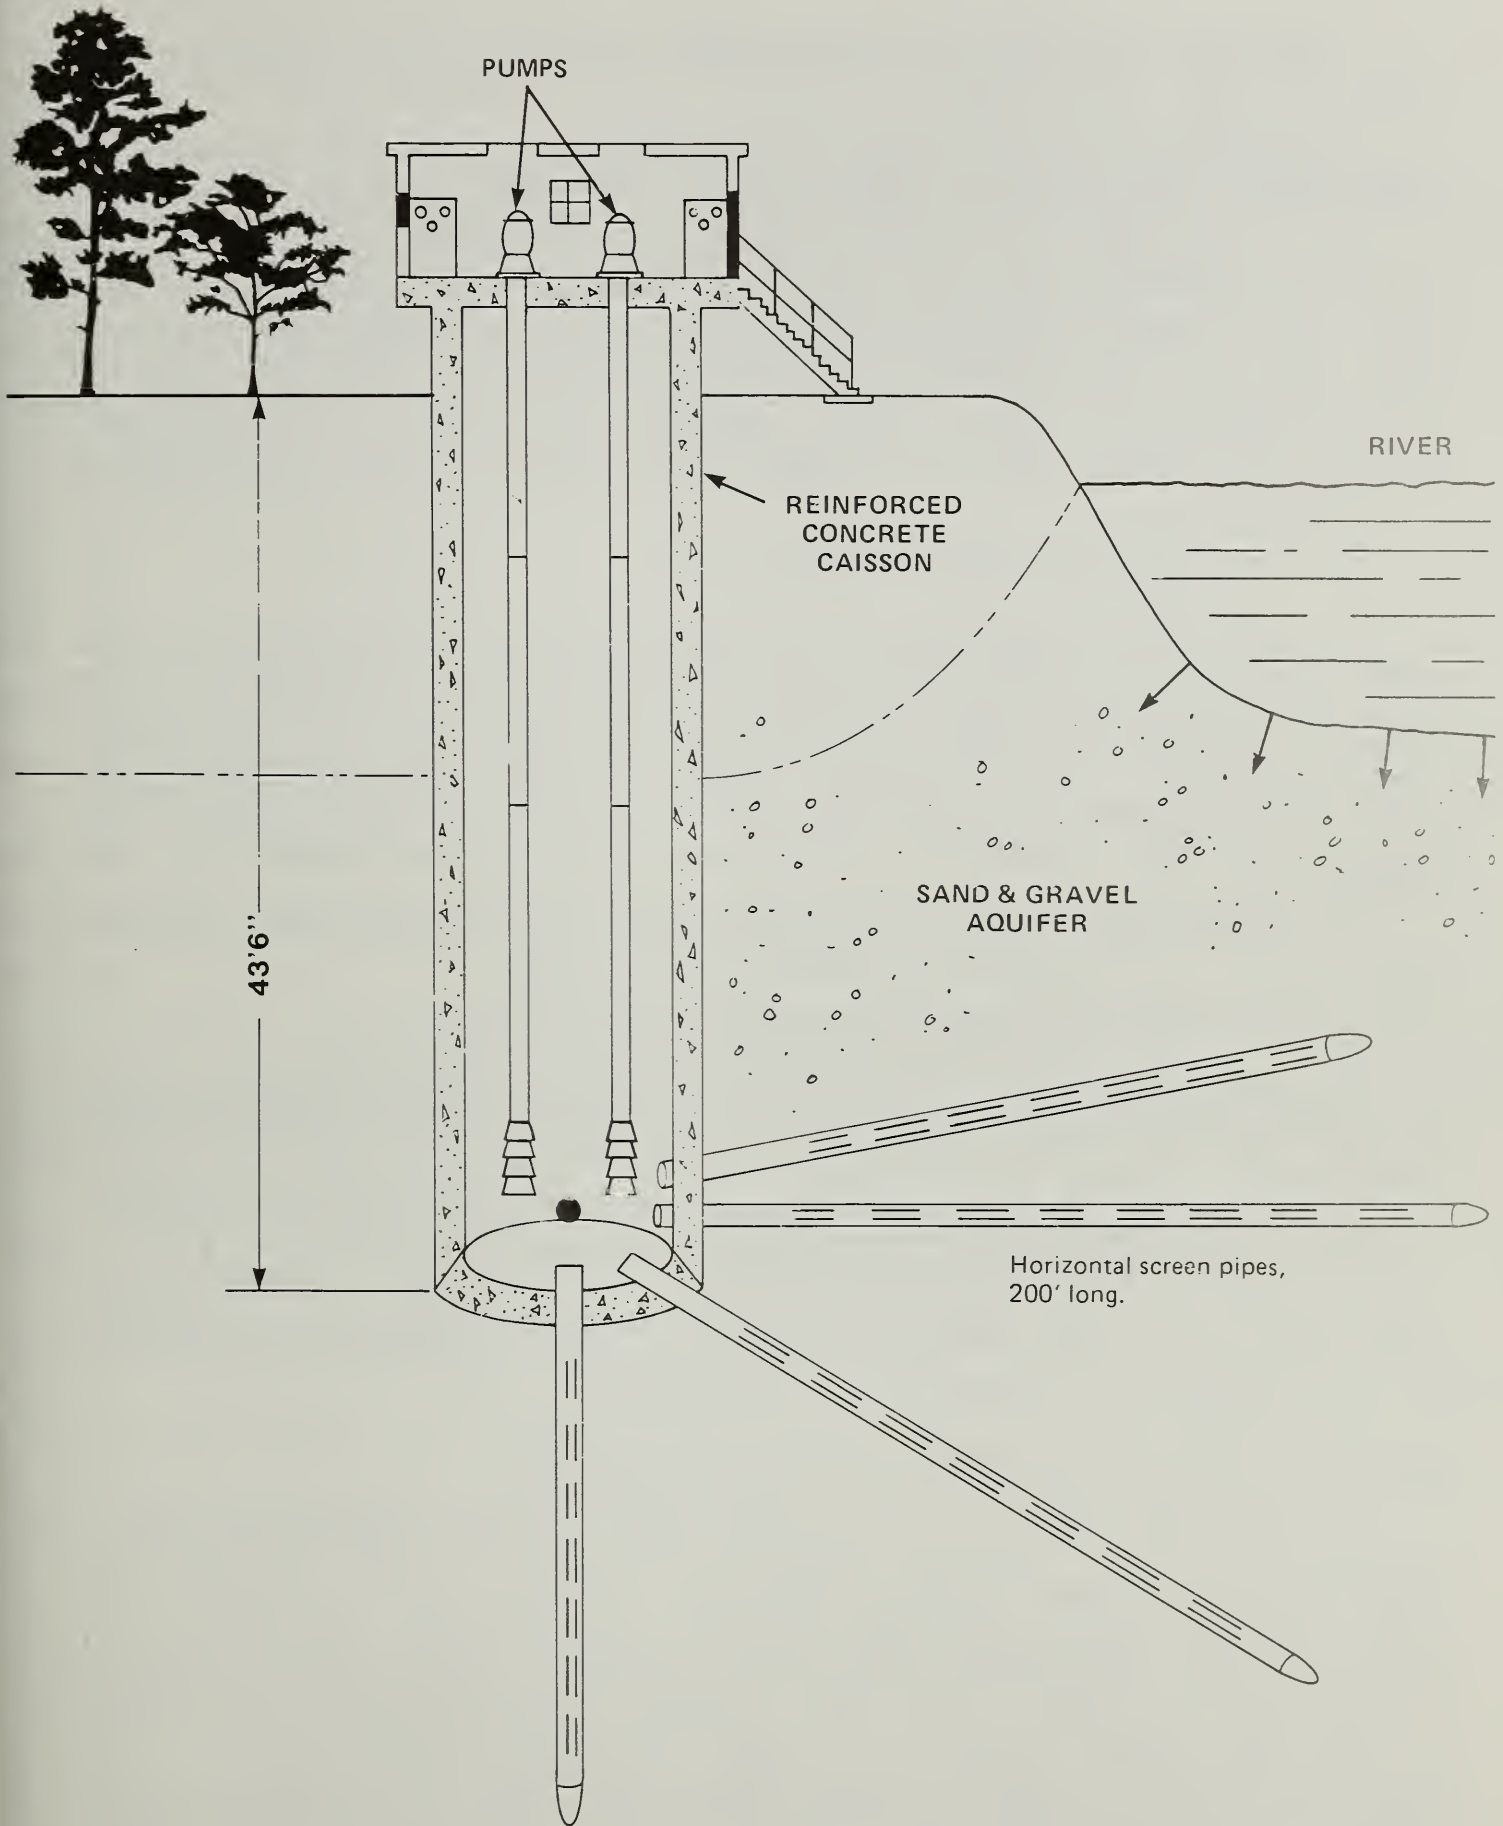 PUMPS
RIVER
REINFORCED
CONCRETE
CAISSON
SAND & GRAVEL
AQUIFER
43'6"
Horizontal screen pipes,
200' long.